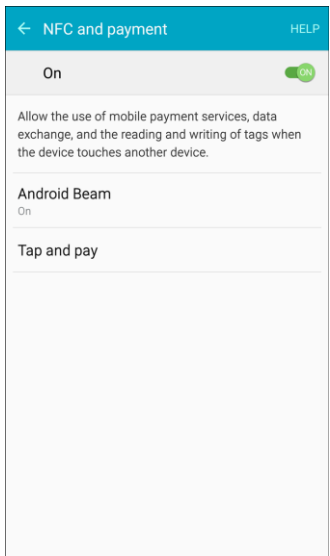 NFC and payment HELP
On ON
Allow the use of mobile payment services, data
exchange, and the reading and writing of tags when
the device touches another device.
Android Beam
On
Tap and pay